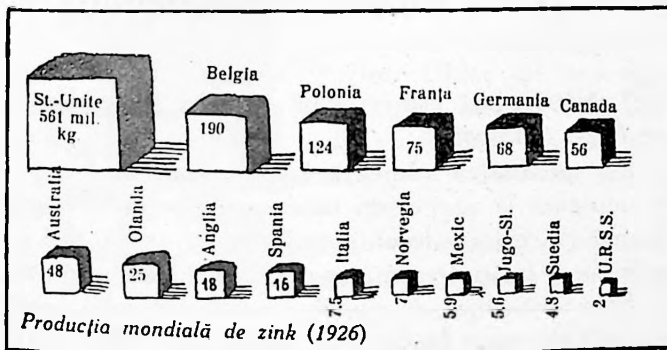 Belgia
Polonia
Franța
Germania
Canada
St.-Unite
561 mil.
kg.
190
124
75
68
56
Australia
Olanda
Anglia
Spania
Italia
Norvegia
Mexic
Jugo-Sl.
Suedia
U.R.S.S.
48
25
18
16
7.5
7
5.9
5.6
4.8
2
Producția mondială de zink (1926)